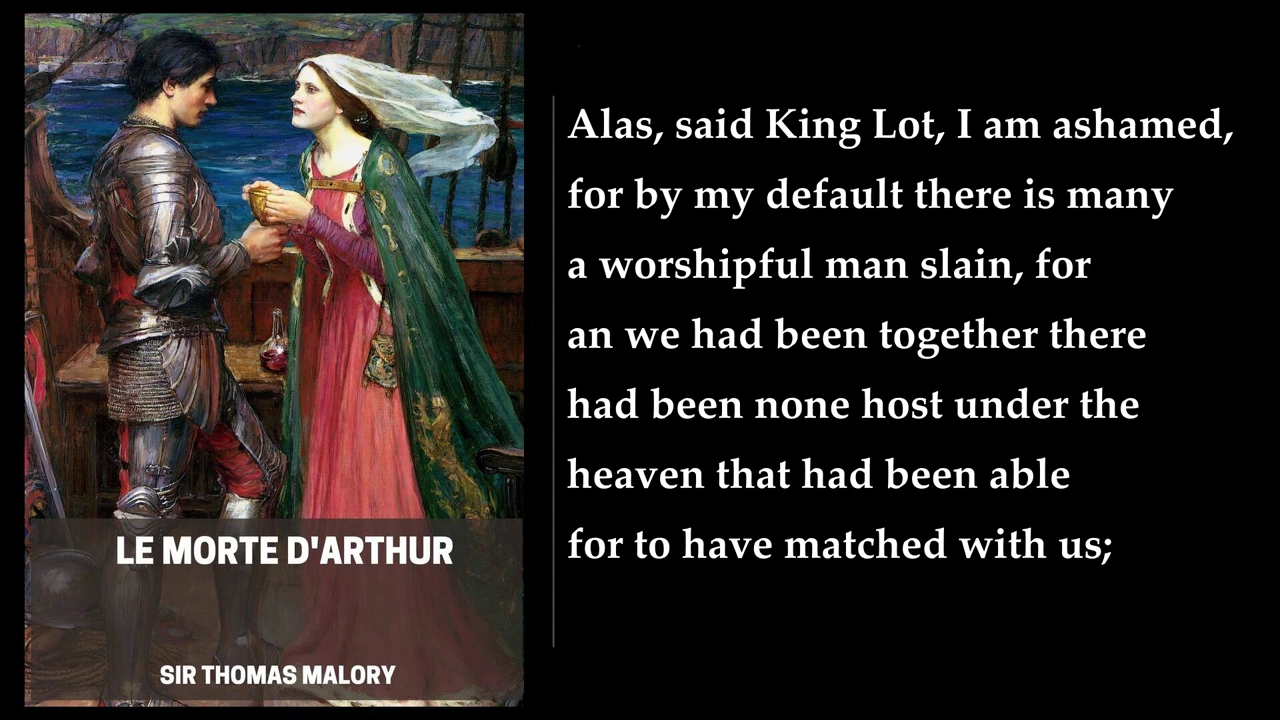 LE MORTE D'ARTHUR
SIR THOMAS MALORY
Alas, said King Lot, I am ashamed,
for by my default there is many
a worshipful man slain, for
an we had been together there
had been none host under the
heaven that had been able
for to have matched with us;